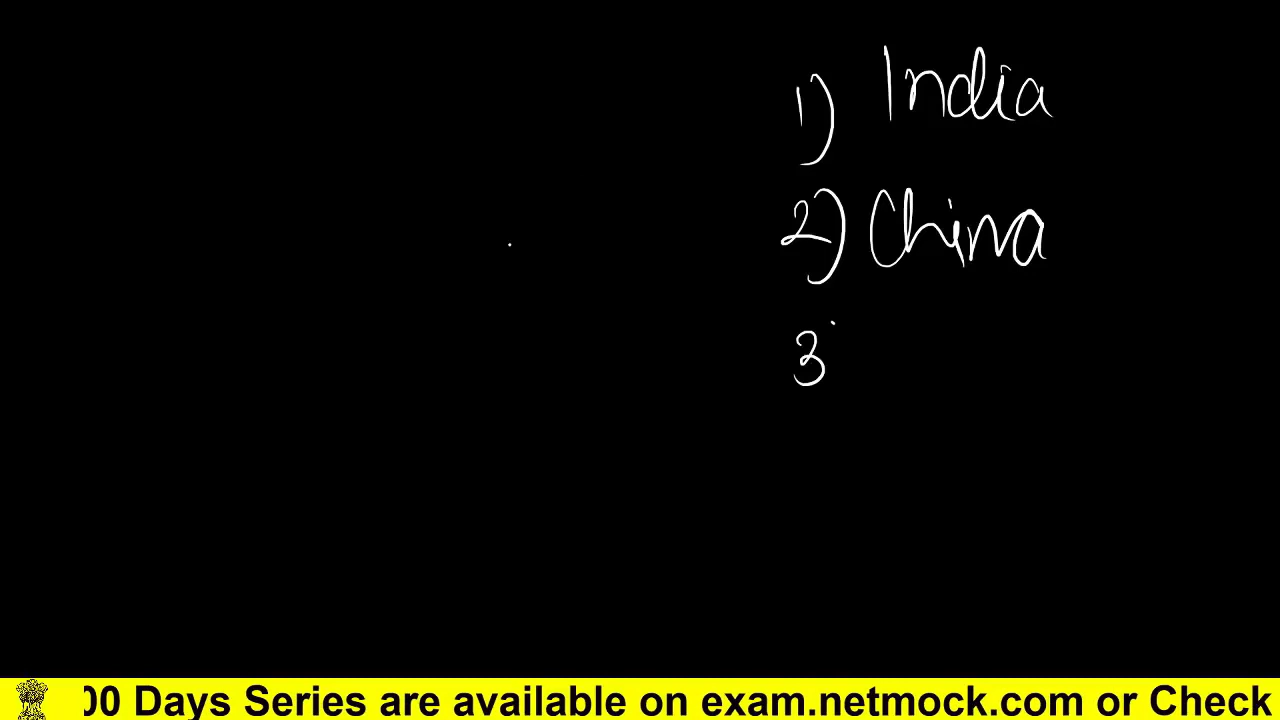 1) India
2) China
3
00 Days Series are available on exam.netmock.com or Check